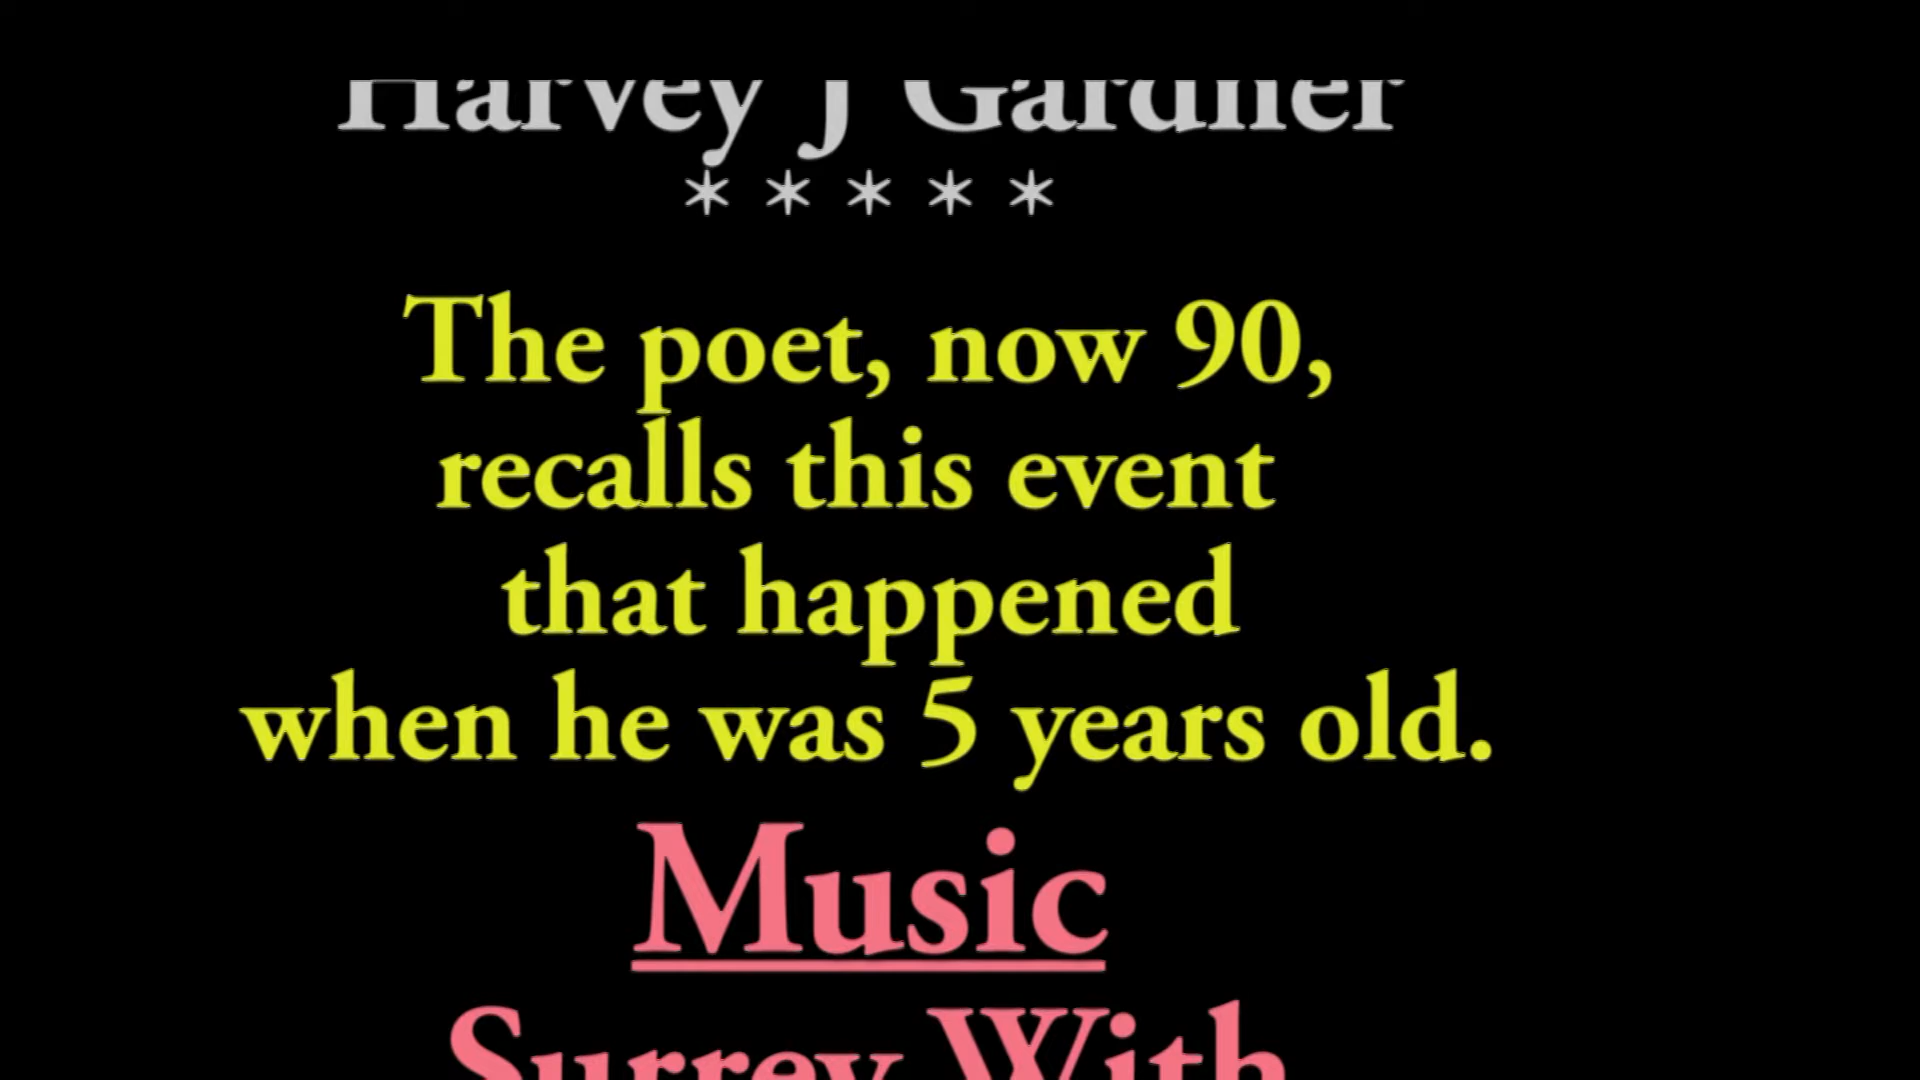 Harvey J Gardner
* * * * *
The poet, now 90,
recalls this event
that happened
when he was 5 years old.
Music
Surrey With